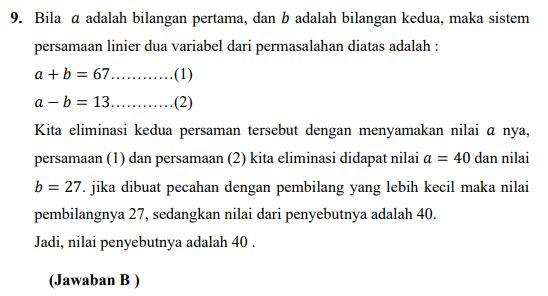 9. Bila a adalah bilangan pertama, dan b adalah bilangan kedua, maka sistem
persamaan linier dua variabel dari permasalahan diatas adalah :
a + b = 67…………(1)
a − b = 13…………(2)
Kita eliminasi kedua persaman tersebut dengan menyamakan nilai a nya,
persamaan (1) dan persamaan (2) kita eliminasi didapat nilai a = 40 dan nilai
b = 27. jika dibuat pecahan dengan pembilang yang lebih kecil maka nilai
pembilangnya 27, sedangkan nilai dari penyebutnya adalah 40.
Jadi, nilai penyebutnya adalah 40 .
(Jawaban B )